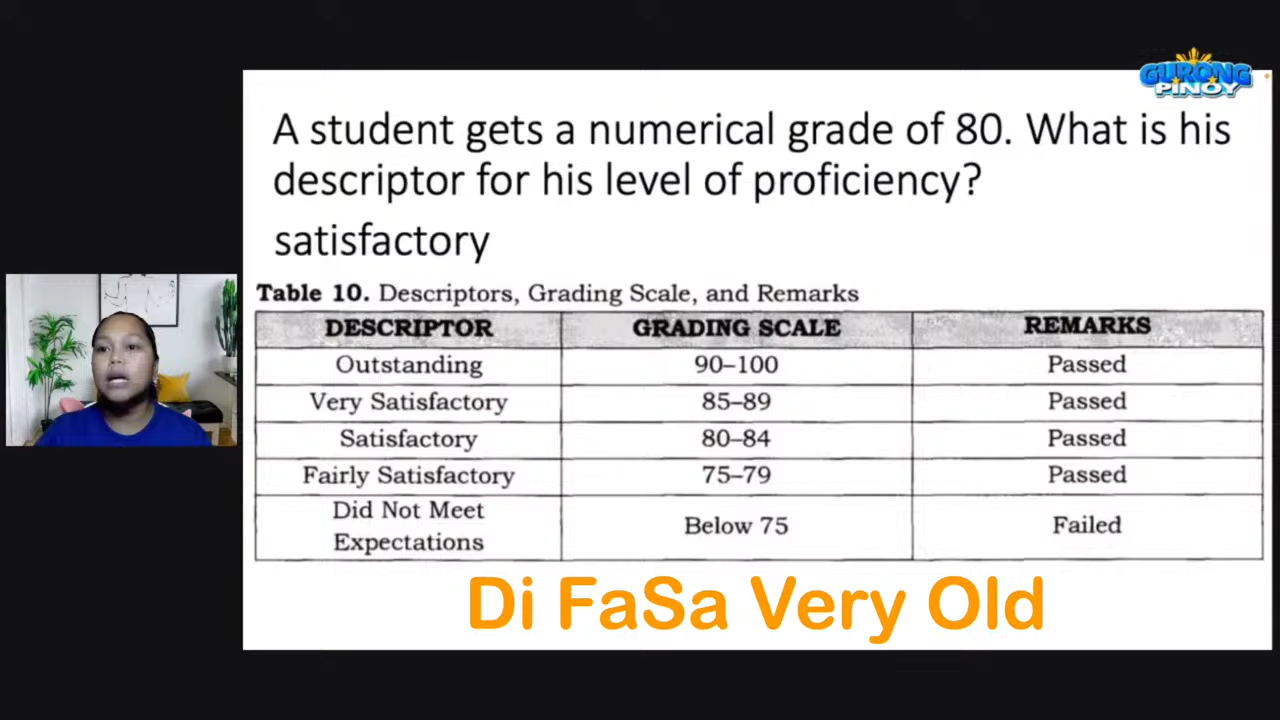 GURONG
PINOY
A student gets a numerical grade of 80. What is his
descriptor for his level of proficiency?
satisfactory
Table 10. Descriptors, Grading Scale, and Remarks
DESCRIPTOR GRADING SCALE REMARKS
Outstanding 90–100 Passed
Very Satisfactory 85–89 Passed
Satisfactory 80–84 Passed
Fairly Satisfactory 75–79 Passed
Did Not Meet
Expectations Below 75 Failed
Di FaSa Very Old